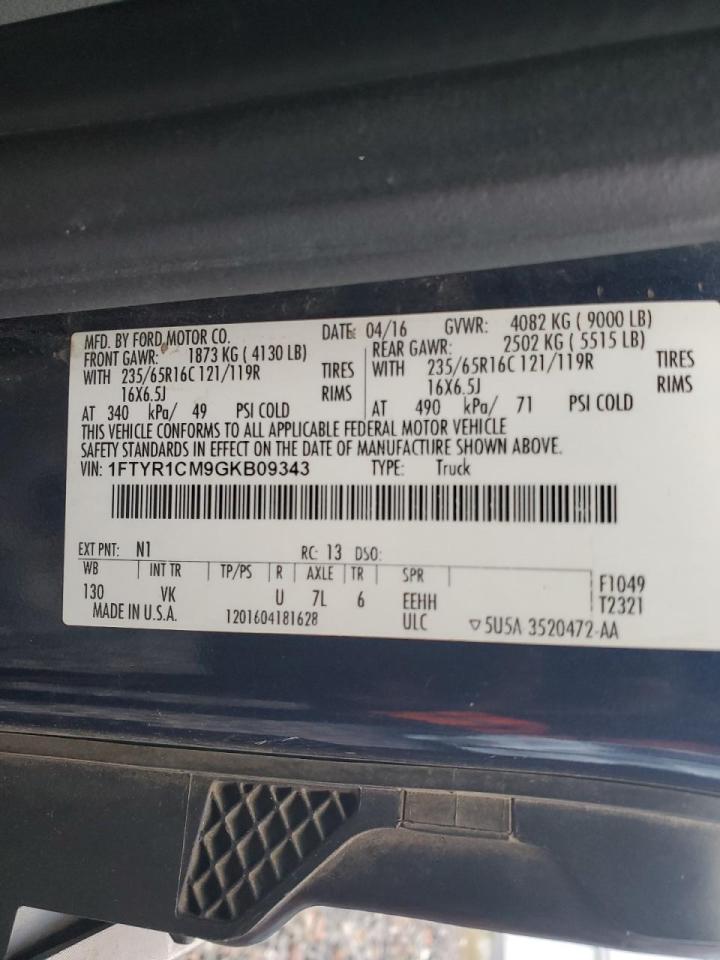 MFD. BY FORD MOTOR CO. DATE: 04/16 GVWR: 4082 KG ( 9000 LB)
FRONT GAWR: 1873 KG ( 4130 LB) REAR GAWR: 2502 KG ( 5515 LB)
WITH 235/65R16C 121/119R TIRES WITH 235/65R16C 121/119R TIRES
16X6.5J RIMS 16X6.5J RIMS
AT 340 kPa/ 49 PSI COLD AT 490 kPa/ 71 PSI COLD
THIS VEHICLE CONFORMS TO ALL APPLICABLE FEDERAL MOTOR VEHICLE
SAFETY STANDARDS IN EFFECT ON THE DATE OF MANUFACTURE SHOWN ABOVE.
VIN: 1FTYR1CM9GKB09343 TYPE: Truck
EXT PNT: N1 RC: 13 DSO:
WB INT TR TP/PS R AXLE TR SPR F1049
130 VK U 7L 6 EEHH T2321
MADE IN U.S.A. 1201604181628 ULC ▽5U5A 3520472-AA